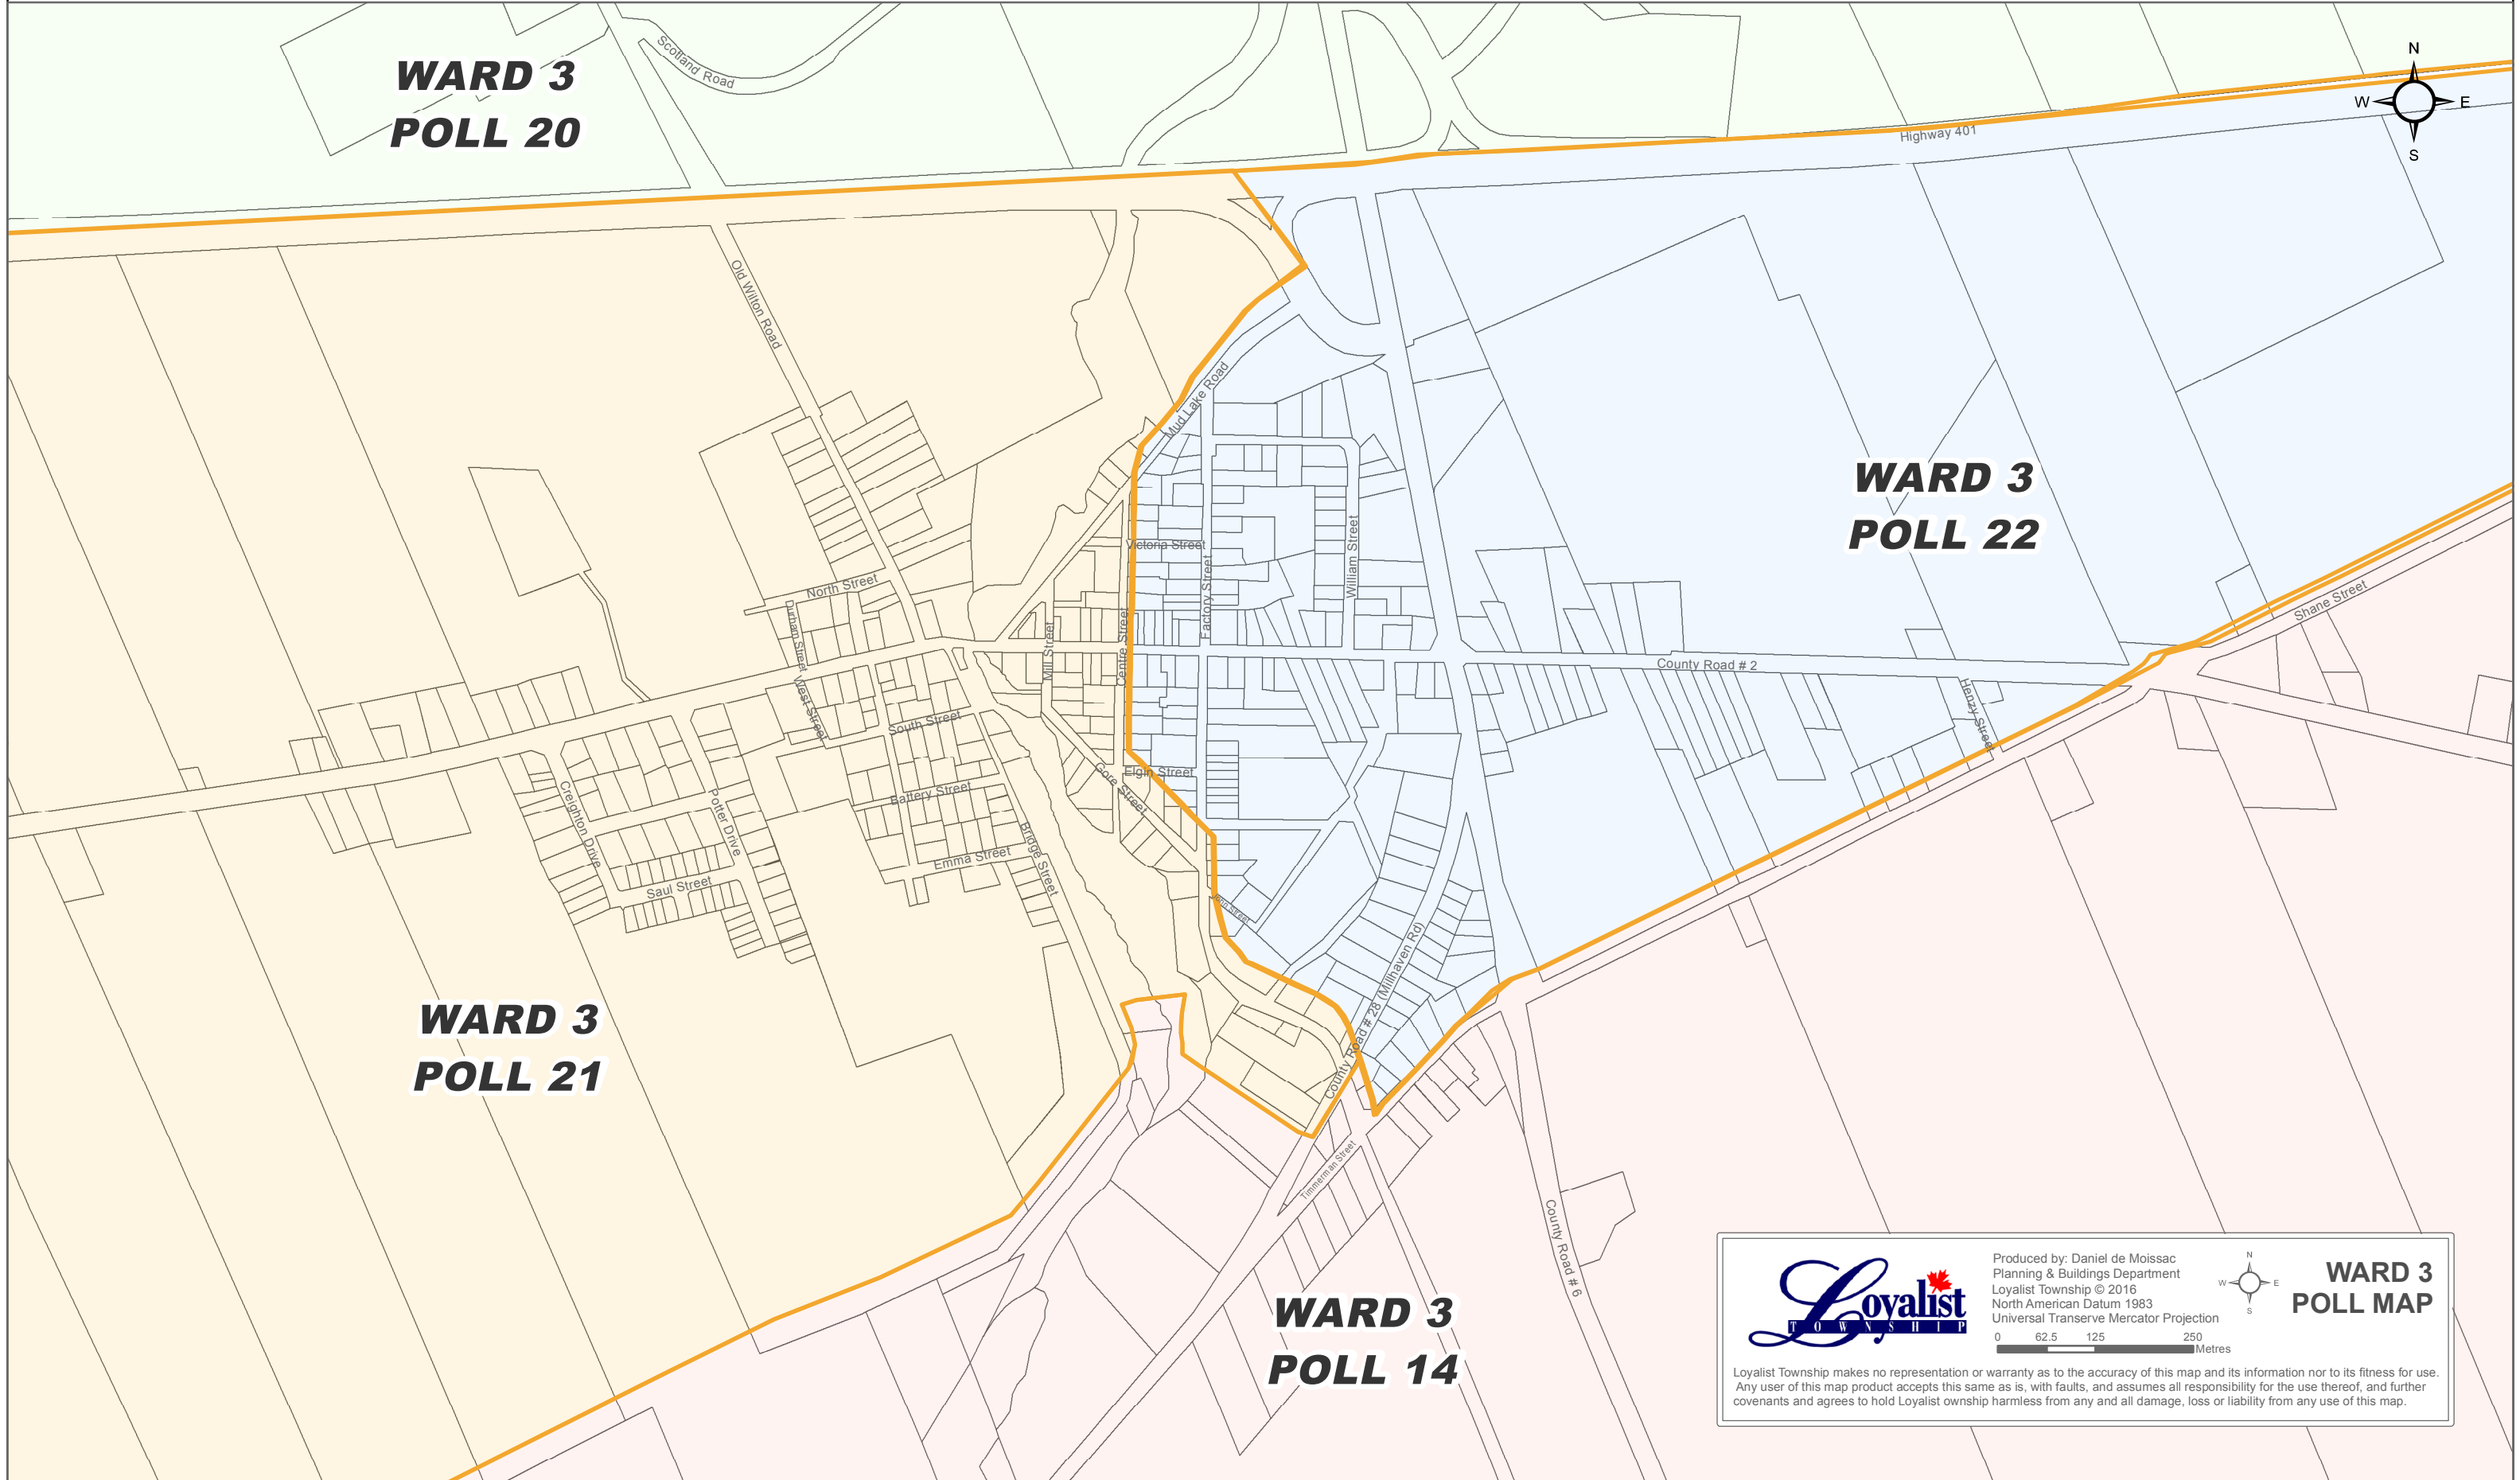 WARD 3
POLL 20
Scotland Road
N
W
E
S
Highway 401
Old Wilton Road
Mud Lake Road
WARD 3
POLL 22
Victoria Street
William Street
Factory Street
North Street
Durham Street
Shane Street
Mill Street
Centre Street
County Road # 2
West Street
Henzy Street
South Street
Elgin Street
Gore Street
Battery Street
Creighton Drive
Potter Drive
Bridge Street
Emma Street
Saul Street
County Road # 28 (Millhaven Rd)
WARD 3
POLL 21
Timmerman Street
County Road # 6
WARD 3
POLL 14
Loyalist
TOWNSHIP
Produced by: Daniel de Moissac
Planning & Buildings Department
Loyalist Township © 2016
North American Datum 1983
Universal Transerve Mercator Projection
0 62.5 125 250
Metres
N
W
E
S
WARD 3
POLL MAP
Loyalist Township makes no representation or warranty as to the accuracy of this map and its information nor to its fitness for use.
Any user of this map product accepts this same as is, with faults, and assumes all responsibility for the use thereof, and further
covenants and agrees to hold Loyalist ownship harmless from any and all damage, loss or liability from any use of this map.